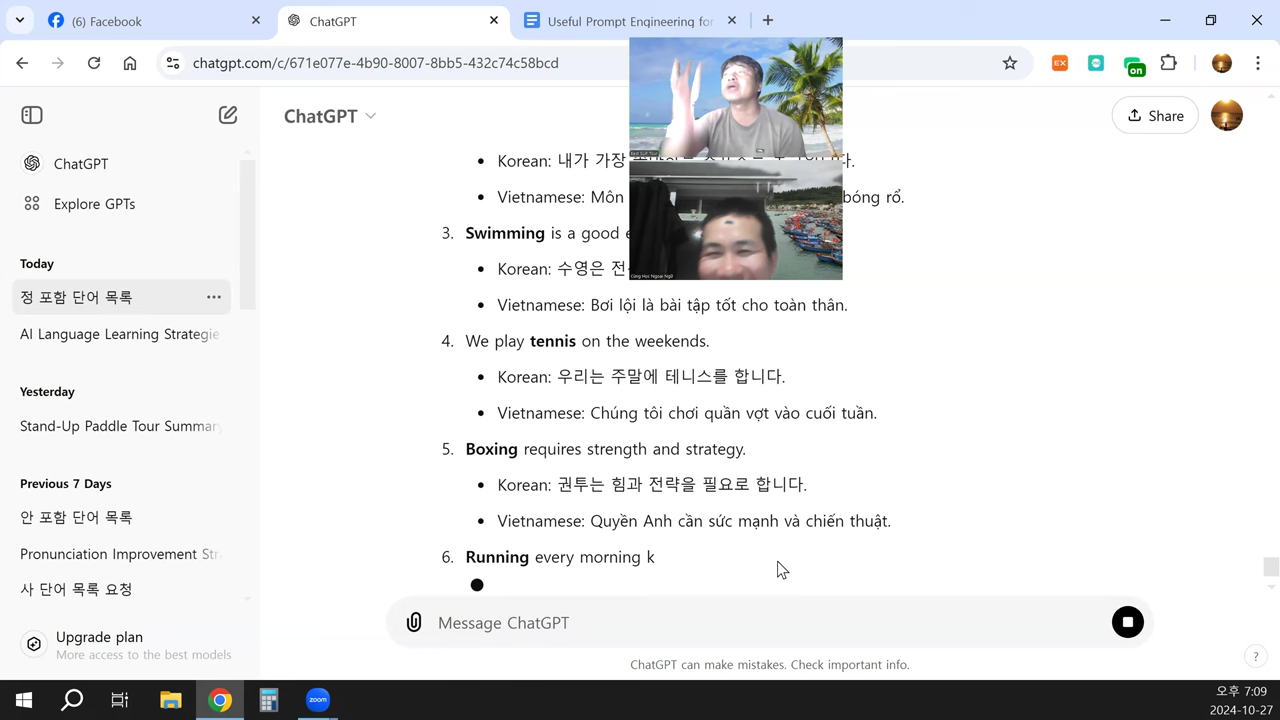 (6) Facebook
ChatGPT
Useful Prompt Engineering for
chatgpt.com/c/671e077e-4b90-8007-8bb5-432c74c58bcd
EX
on
ChatGPT
Share
ChatGPT
Explore GPTs
Today
정 포함 단어 목록
AI Language Learning Strategie
Yesterday
Stand-Up Paddle Tour Summary
Previous 7 Days
안 포함 단어 목록
Pronunciation Improvement Str
사 단어 목록 요청
Upgrade plan
More access to the best models
Korean: 내가 가장
Vietnamese: Môn
bóng rổ.
3. Swimming is a good e
Korean: 수영은
Vietnamese: Bơi lội là bài tập tốt cho toàn thân.
4. We play tennis on the weekends.
Korean: 우리는 주말에 테니스를 합니다.
Vietnamese: Chúng tôi chơi quần vợt vào cuối tuần.
5. Boxing requires strength and strategy.
Korean: 권투는 힘과 전략을 필요로 합니다.
Vietnamese: Quyền Anh cần sức mạnh và chiến thuật.
6. Running every morning k
Cùng Học Ngoại Ngữ
Message ChatGPT
ChatGPT can make mistakes. Check important info.
?
zoom
오후 7:09
2024-10-27